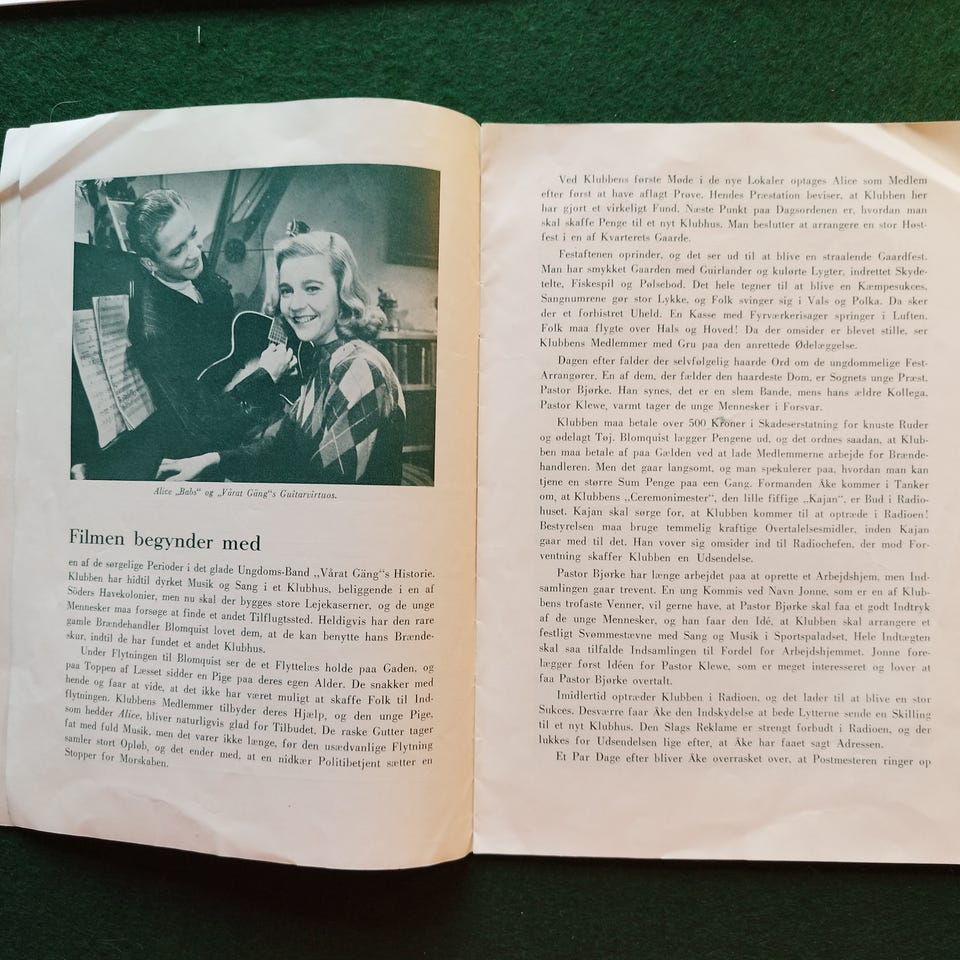 Alice „Babs“ og „Vårat Gäng“s Guitarvirtuos.
Filmen begynder med
en af de sørgelige Perioder i det glade Ungdoms-Band „Vårat Gäng“s Historie.
Klubben har hidtil dyrket Musik og Sang i et Klubhus, beliggende i en af
Söders Havekolonier, men nu skal der bygges store Lejekaserner, og de unge
Mennesker maa forsøge at finde et andet Tilflugtssted. Heldigvis har den rare
gamle Brændehandler Blomquist lovet dem, at de kan benytte hans Brænde-
skur, indtil de har fundet et andet Klubhus.
Under Flytningen til Blomquist ser de et Flyttelæs holde paa Gaden, og
paa Toppen af Læsset sidder en Pige paa deres egen Alder. De snakker med
hende og faar at vide, at det ikke har været muligt at skaffe Folk til Ind-
flytningen. Klubbens Medlemmer tilbyder deres Hjælp, og den unge Pige,
som hedder Alice, bliver naturligvis glad for Tilbudet. De raske Gutter tager
fat med fuld Musik, men det varer ikke længe, før den usædvanlige Flytning
samler stort Opløb, og det ender med, at en nidkær Politibetjent sætter en
Stopper for Morskaben.
Ved Klubbens første Møde i de nye Lokaler optages Alice som Medlem
efter først at have aflagt Prøve. Hendes Præstation beviser, at Klubben her
har gjort et virkeligt Fund. Næste Punkt paa Dagsordenen er, hvordan man
skal skaffe Penge til et nyt Klubhus. Man beslutter at arrangere en stor Høst-
fest i en af Kvarterets Gaarde.
Festaftenen oprinder, og det ser ud til at blive en straalende Gaardfest.
Man har smykket Gaarden med Guirlander og kulørte Lygter, indrettet Skyde-
telte, Fiskespil og Pølsebod. Det hele tegner til at blive en Kæmpesukces,
Sangnumrene gør stor Lykke, og Folk svinger sig i Vals og Polka. Da sker
der et forbistret Uheld. En Kasse med Fyrværkerisager springer i Luften.
Folk maa flygte over Hals og Hoved! Da der omsider er blevet stille, ser
Klubbens Medlemmer med Gru paa den anrettede Ødelæggelse.
Dagen efter falder der selvfølgelig haarde Ord om de ungdommelige Fest-
Arrangører. En af dem, der fælder den haardeste Dom, er Sognets unge Præst,
Pastor Bjørke. Han synes, det er en slem Bande, mens hans ældre Kollega,
Pastor Klewe, varmt tager de unge Mennesker i Forsvar.
Klubben maa betale over 500 Kroner i Skadeserstatning for knuste Ruder
og ødelagt Tøj. Blomquist lægger Pengene ud, og det ordnes saadan, at Klub-
ben maa betale af paa Gælden ved at lade Medlemmerne arbejde for Brænde-
handleren. Men det gaar langsomt, og man spekulerer paa, hvordan man kan
tjene en større Sum Penge paa een Gang. Formanden Åke kommer i Tanker
om, at Klubbens „Ceremonimester“, den lille fiffige „Kajan“, er Bud i Radio-
huset. Kajan skal sørge for, at Klubben kommer til at optræde i Radioen!
Bestyrelsen maa bruge temmelig kraftige Overtalelsesmidler, inden Kajan
gaar med til det. Han vover sig omsider ind til Radiochefen, der mod For-
ventning skaffer Klubben en Udsendelse.
Pastor Bjørke har længe arbejdet paa at oprette et Arbejdshjem, men Ind-
samlingen gaar trevent. En ung Kommis ved Navn Jonne, som er en af Klub-
bens trofaste Venner, vil gerne have, at Pastor Bjørke skal faa et godt Indtryk
af de unge Mennesker, og han faar den Idé, at Klubben skal arrangere et
festligt Svømmestævne med Sang og Musik i Sportspaladset, Hele Indtægten
skal saa tilfalde Indsamlingen til Fordel for Arbejdshjemmet. Jonne fore-
lægger først Idéen for Pastor Klewe, som er meget interesseret og lover at
faa Pastor Bjørke overtalt.
Imidlertid optræder Klubben i Radioen, og det lader til at blive en stor
Sukces. Desværre faar Åke den Indskydelse at bede Lytterne sende en Skilling
til et nyt Klubhus. Den Slags Reklame er strengt forbudt i Radioen, og der
lukkes for Udsendelsen lige efter, at Åke har faaet sagt Adressen.
Et Par Dage efter bliver Åke overrasket over, at Postmesteren ringer op